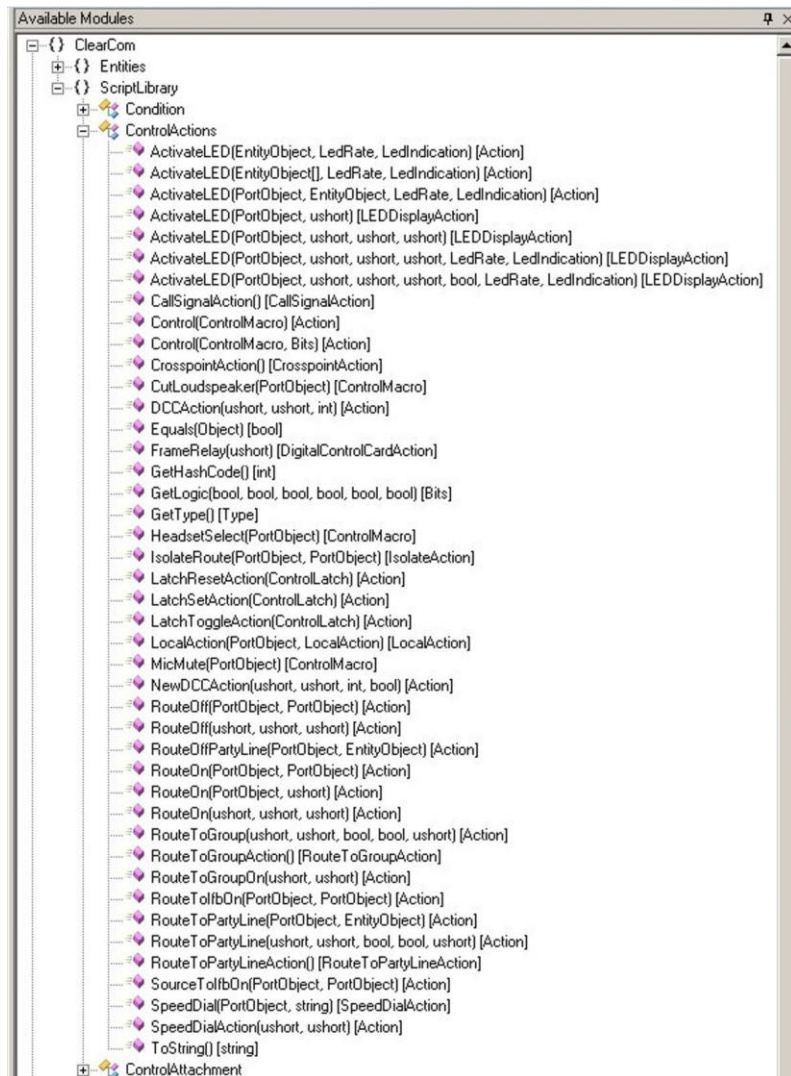 Available Modules
{} ClearCom
{} Entities
{} ScriptLibrary
Condition
ControlActions
ActivateLED(EntityObject, LedRate, LedIndication) [Action]
ActivateLED(EntityObject[], LedRate, LedIndication) [Action]
ActivateLED(PortObject, EntityObject, LedRate, LedIndication) [Action]
ActivateLED(PortObject, ushort) [LEDDisplayAction]
ActivateLED(PortObject, ushort, ushort, ushort) [LEDDisplayAction]
ActivateLED(PortObject, ushort, ushort, ushort, LedRate, LedIndication) [LEDDisplayAction]
ActivateLED(PortObject, ushort, ushort, ushort, bool, LedRate, LedIndication) [LEDDisplayAction]
CallSignalAction() [CallSignalAction]
Control(ControlMacro) [Action]
Control(ControlMacro, Bits) [Action]
CrosspointAction() [CrosspointAction]
CutLoudspeaker(PortObject) [ControlMacro]
DCCAction(ushort, ushort, int) [Action]
Equals(Object) [bool]
FrameRelay(ushort) [DigitalControlCardAction]
GetHashCode() [int]
GetLogic(bool, bool, bool, bool, bool, bool) [Bits]
GetType() [Type]
HeadsetSelect(PortObject) [ControlMacro]
IsolateRoute(PortObject, PortObject) [IsolateAction]
LatchResetAction(ControlLatch) [Action]
LatchSetAction(ControlLatch) [Action]
LatchToggleAction(ControlLatch) [Action]
LocalAction(PortObject, LocalAction) [LocalAction]
MicMute(PortObject) [ControlMacro]
NewDCCAction(ushort, ushort, int, bool) [Action]
RouteOff(PortObject, PortObject) [Action]
RouteOff(ushort, ushort, ushort) [Action]
RouteOffPartyLine(PortObject, EntityObject) [Action]
RouteOn(PortObject, PortObject) [Action]
RouteOn(PortObject, ushort) [Action]
RouteOn(ushort, ushort, ushort) [Action]
RouteToGroup(ushort, ushort, bool, bool, ushort) [Action]
RouteToGroupAction() [RouteToGroupAction]
RouteToGroupOn(ushort, ushort) [Action]
RouteToIfbOn(PortObject, PortObject) [Action]
RouteToPartyLine(PortObject, EntityObject) [Action]
RouteToPartyLine(ushort, ushort, bool, bool, ushort) [Action]
RouteToPartyLineAction() [RouteToPartyLineAction]
SourceToIfbOn(PortObject, PortObject) [Action]
SpeedDial(PortObject, string) [SpeedDialAction]
SpeedDialAction(ushort, ushort) [Action]
ToString() [string]
ControlAttachment